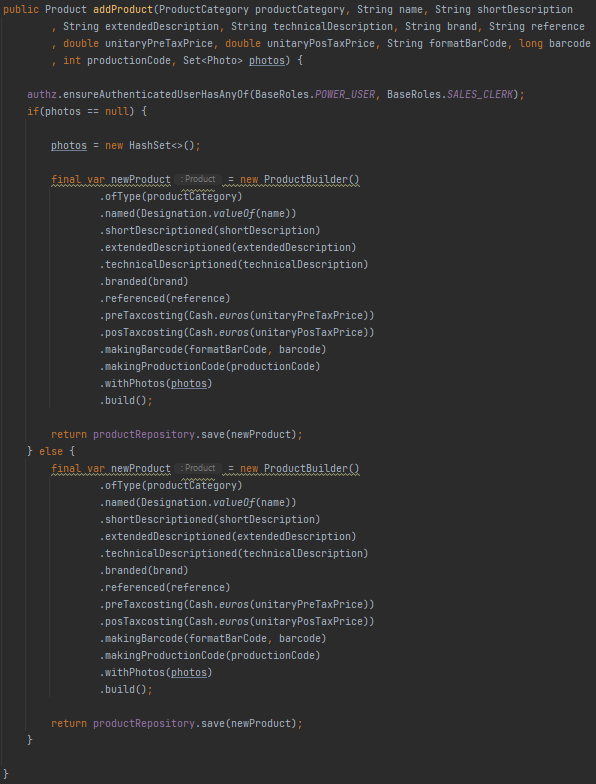 public Product addProduct(ProductCategory productCategory, String name, String shortDescription
, String extendedDescription, String technicalDescription, String brand, String reference
, double unitaryPreTaxPrice, double unitaryPosTaxPrice, String formatBarCode, long barcode
, int productionCode, Set<Photo> photos) {
authz.ensureAuthenticatedUserHasAnyOf(BaseRoles.POWER_USER, BaseRoles.SALES_CLERK);
if(photos == null) {
photos = new HashSet<>();
final var newProduct : Product = new ProductBuilder()
.ofType(productCategory)
.named(Designation.valueOf(name))
.shortDescriptioned(shortDescription)
.extendedDescriptioned(extendedDescription)
.technicalDescriptioned(technicalDescription)
.branded(brand)
.referenced(reference)
.preTaxcosting(Cash.euros(unitaryPreTaxPrice))
.posTaxcosting(Cash.euros(unitaryPosTaxPrice))
.makingBarcode(formatBarCode, barcode)
.makingProductionCode(productionCode)
.withPhotos(photos)
.build();
return productRepository.save(newProduct);
} else {
final var newProduct : Product = new ProductBuilder()
.ofType(productCategory)
.named(Designation.valueOf(name))
.shortDescriptioned(shortDescription)
.extendedDescriptioned(extendedDescription)
.technicalDescriptioned(technicalDescription)
.branded(brand)
.referenced(reference)
.preTaxcosting(Cash.euros(unitaryPreTaxPrice))
.posTaxcosting(Cash.euros(unitaryPosTaxPrice))
.makingBarcode(formatBarCode, barcode)
.makingProductionCode(productionCode)
.withPhotos(photos)
.build();
return productRepository.save(newProduct);
}
}